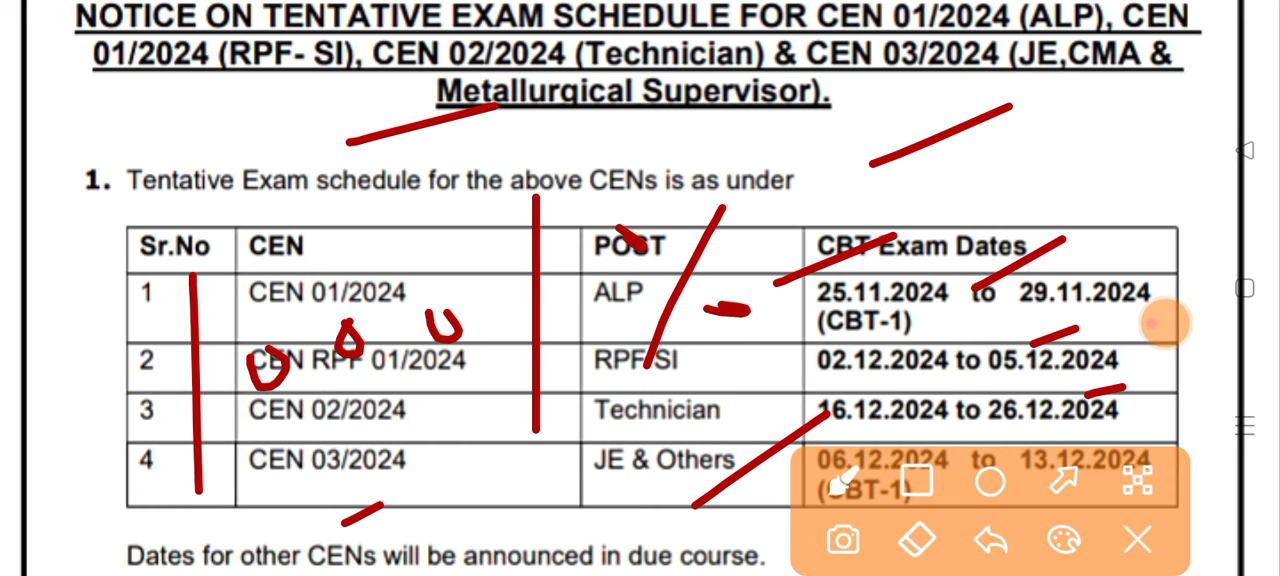 NOTICE ON TENTATIVE EXAM SCHEDULE FOR CEN 01/2024 (ALP), CEN
01/2024 (RPF- SI), CEN 02/2024 (Technician) & CEN 03/2024 (JE,CMA &
Metallurgical Supervisor).
1. Tentative Exam schedule for the above CENs is as under
Sr.No CEN POST CBT Exam Dates
1 CEN 01/2024 ALP 25.11.2024 to 29.11.2024
(CBT-1)
2 CEN RPF 01/2024 RPF SI 02.12.2024 to 05.12.2024
3 CEN 02/2024 Technician 16.12.2024 to 26.12.2024
4 CEN 03/2024 JE & Others 06.12.2024 to 13.12.2024
(CBT-1)
Dates for other CENs will be announced in due course.